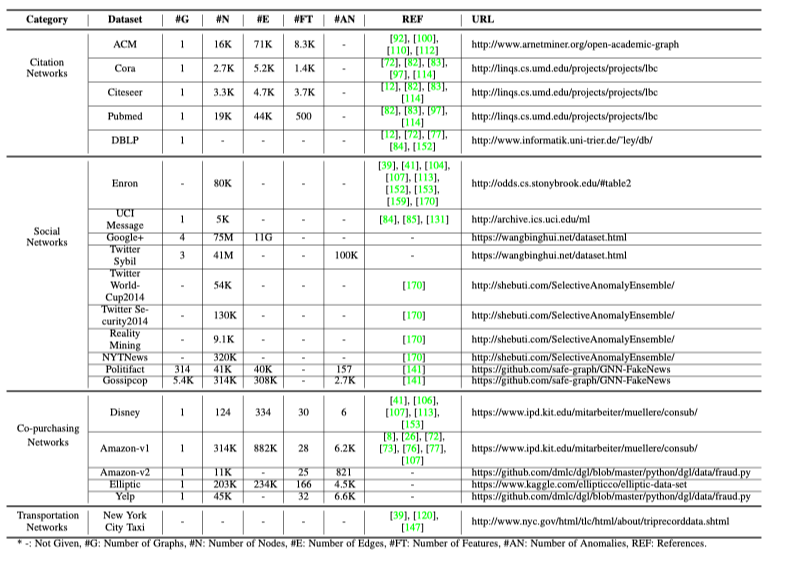 Category Dataset #G #N #E #FT #AN REF URL
Citation Networks
ACM 1 16K 71K 8.3K - [92], [100], [110], [112] http://www.arnetminer.org/open-academic-graph
Cora 1 2.7K 5.2K 1.4K - [72], [82], [83], [97], [114] http://linqs.cs.umd.edu/projects/projects/lbc
Citeseer 1 3.3K 4.7K 3.7K - [12], [82], [83], [114] http://linqs.cs.umd.edu/projects/projects/lbc
Pubmed 1 19K 44K 500 - [82], [83], [97], [114] http://linqs.cs.umd.edu/projects/projects/lbc
DBLP 1 - - - - [12], [72], [77], [84], [152] http://www.informatik.uni-trier.de/~ley/db/
Social Networks
Enron - 80K - - - [39], [41], [104], [107], [113], [152], [153], [159], [170] http://odds.cs.stonybrook.edu/#table2
UCI Message 1 5K - - - [84], [85], [131] http://archive.ics.uci.edu/ml
Google+ 4 75M 11G - - - https://wangbinghui.net/dataset.html
Twitter Sybil 3 41M - - 100K - https://wangbinghui.net/dataset.html
Twitter World-Cup2014 - 54K - - - [170] http://shebuti.com/SelectiveAnomalyEnsemble/
Twitter Security2014 - 130K - - - [170] http://shebuti.com/SelectiveAnomalyEnsemble/
Reality Mining - 9.1K - - - [170] http://shebuti.com/SelectiveAnomalyEnsemble/
NYTNews - 320K - - - [170] http://shebuti.com/SelectiveAnomalyEnsemble/
Politifact 314 41K 40K - 157 [141] https://github.com/safe-graph/GNN-FakeNews
Gossipcop 5.4K 314K 308K - 2.7K [141] https://github.com/safe-graph/GNN-FakeNews
Co-purchasing Networks
Disney 1 124 334 30 6 [41], [106], [107], [113], [153] https://www.ipd.kit.edu/mitarbeiter/muellere/consub/
Amazon-v1 1 314K 882K 28 6.2K [8], [26], [72], [73], [76], [77], [107] https://www.ipd.kit.edu/mitarbeiter/muellere/consub/
Amazon-v2 1 11K - 25 821 - https://github.com/dmlc/dgl/blob/master/python/dgl/data/fraud.py
Elliptic 1 203K 234K 166 4.5K - https://www.kaggle.com/ellipticco/elliptic-data-set
Yelp 1 45K - 32 6.6K - https://github.com/dmlc/dgl/blob/master/python/dgl/data/fraud.py
Transportation Networks
New York City Taxi - - - - - [39], [120], [147] http://www.nyc.gov/html/tlc/html/about/triprecorddata.shtml
* -: Not Given, #G: Number of Graphs, #N: Number of Nodes, #E: Number of Edges, #FT: Number of Features, #AN: Number of Anomalies, REF: References.